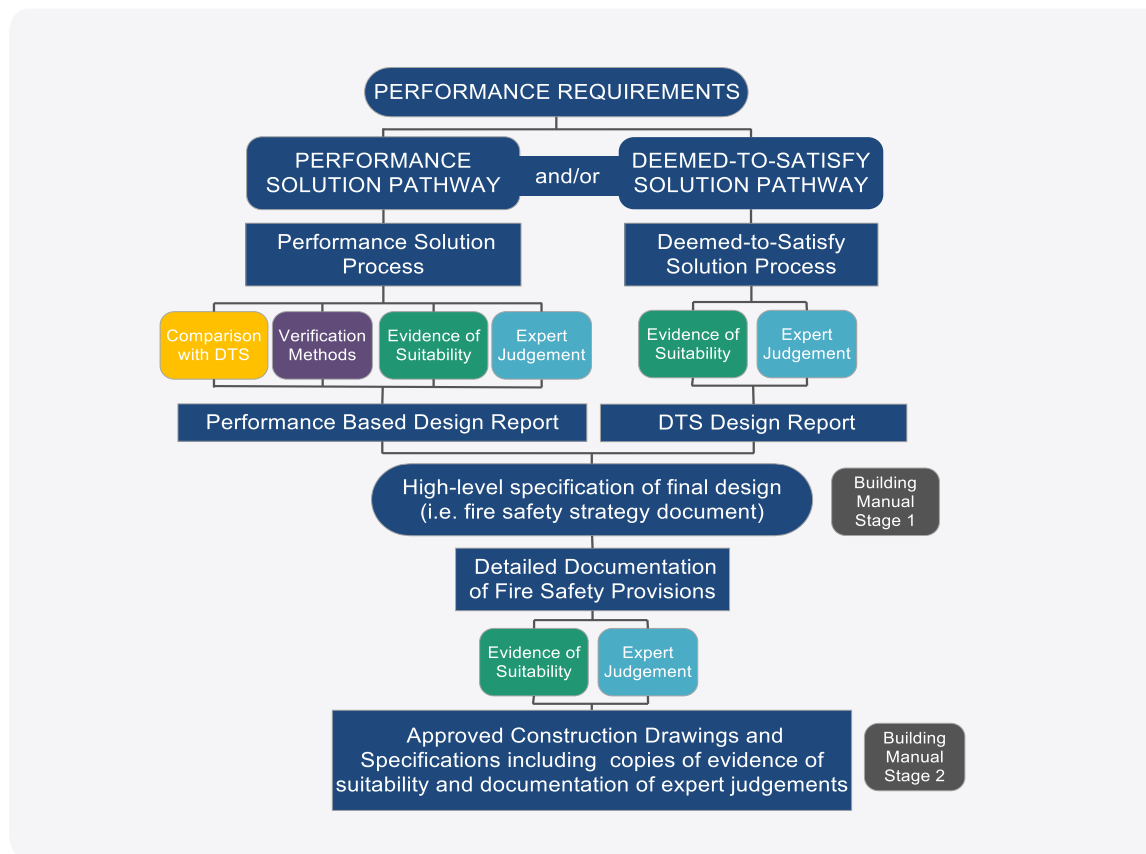 PERFORMANCE REQUIREMENTS
PERFORMANCE
SOLUTION PATHWAY
and/or
DEEMED-TO-SATISFY
SOLUTION PATHWAY
Performance Solution
Process
Deemed-to-Satisfy
Solution Process
Comparison
with DTS
Verification
Methods
Evidence of
Suitability
Expert
Judgement
Evidence of
Suitability
Expert
Judgement
Performance Based Design Report
DTS Design Report
High-level specification of final design
(i.e. fire safety strategy document)
Building
Manual
Stage 1
Detailed Documentation
of Fire Safety Provisions
Evidence of
Suitability
Expert
Judgement
Approved Construction Drawings and
Specifications including copies of evidence of
suitability and documentation of expert judgements
Building
Manual
Stage 2